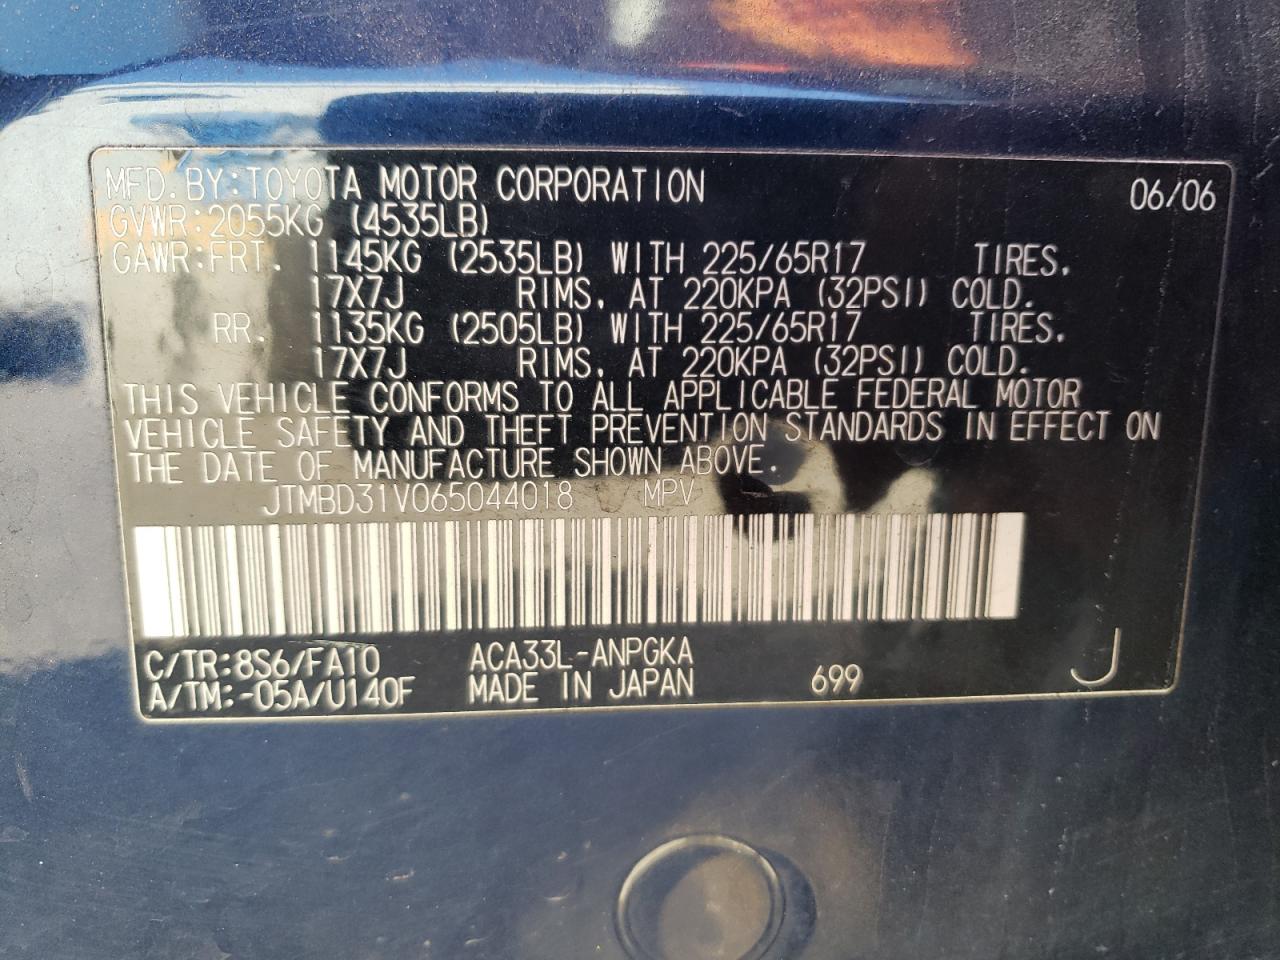 MFD. BY: TOYOTA MOTOR CORPORATION 06/06
GVWR: 2055KG (4535LB)
GAWR: FRT. 1145KG (2535LB) WITH 225/65R17 TIRES,
17X7J RIMS, AT 220KPA (32PSI) COLD.
RR. 1135KG (2505LB) WITH 225/65R17 TIRES,
17X7J RIMS, AT 220KPA (32PSI) COLD.
THIS VEHICLE CONFORMS TO ALL APPLICABLE FEDERAL MOTOR
VEHICLE SAFETY AND THEFT PREVENTION STANDARDS IN EFFECT ON
THE DATE OF MANUFACTURE SHOWN ABOVE.
JTMBD31V065044018 MPV
C/TR: 8S6/FA10 ACA33L-ANPGKA
A/TM: -05A/U140F MADE IN JAPAN 699 J